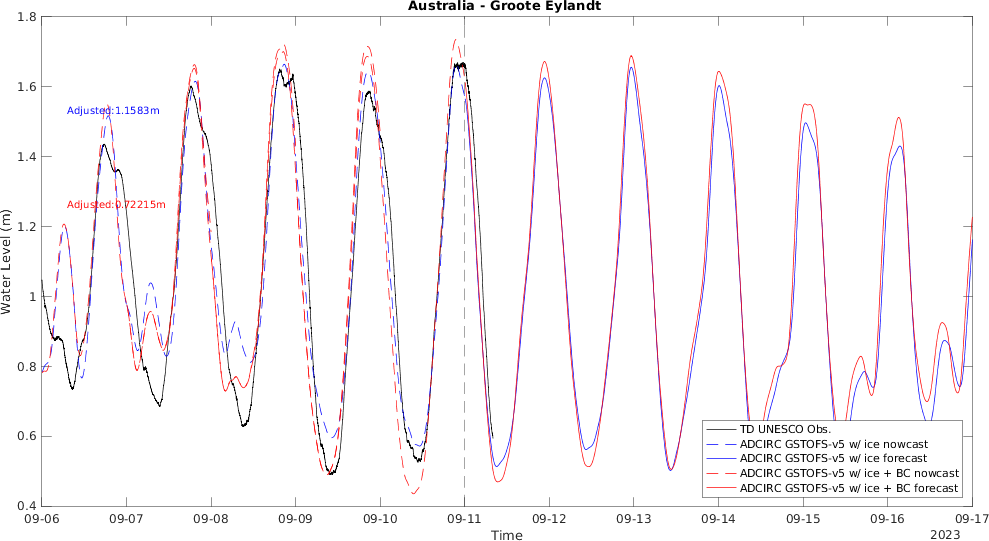 Australia - Groote Eylandt
1.8
1.6
1.4
1.2
1
0.8
0.6
0.4
Water Level (m)
Adjusted:1.1583m
Adjusted:0.72215m
TD UNESCO Obs.
ADCIRC GSTOFS-v5 w/ ice nowcast
ADCIRC GSTOFS-v5 w/ ice forecast
ADCIRC GSTOFS-v5 w/ ice + BC nowcast
ADCIRC GSTOFS-v5 w/ ice + BC forecast
09-06 09-07 09-08 09-09 09-10 09-11 09-12 09-13 09-14 09-15 09-16 09-17
Time
2023